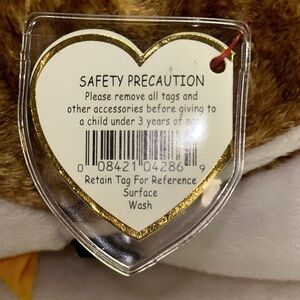 SAFETY PRECAUTION
Please remove all tags and
other accessories before giving to
a child under 3 years of age
0 08421 04286 9
Retain Tag For Reference
Surface
Wash